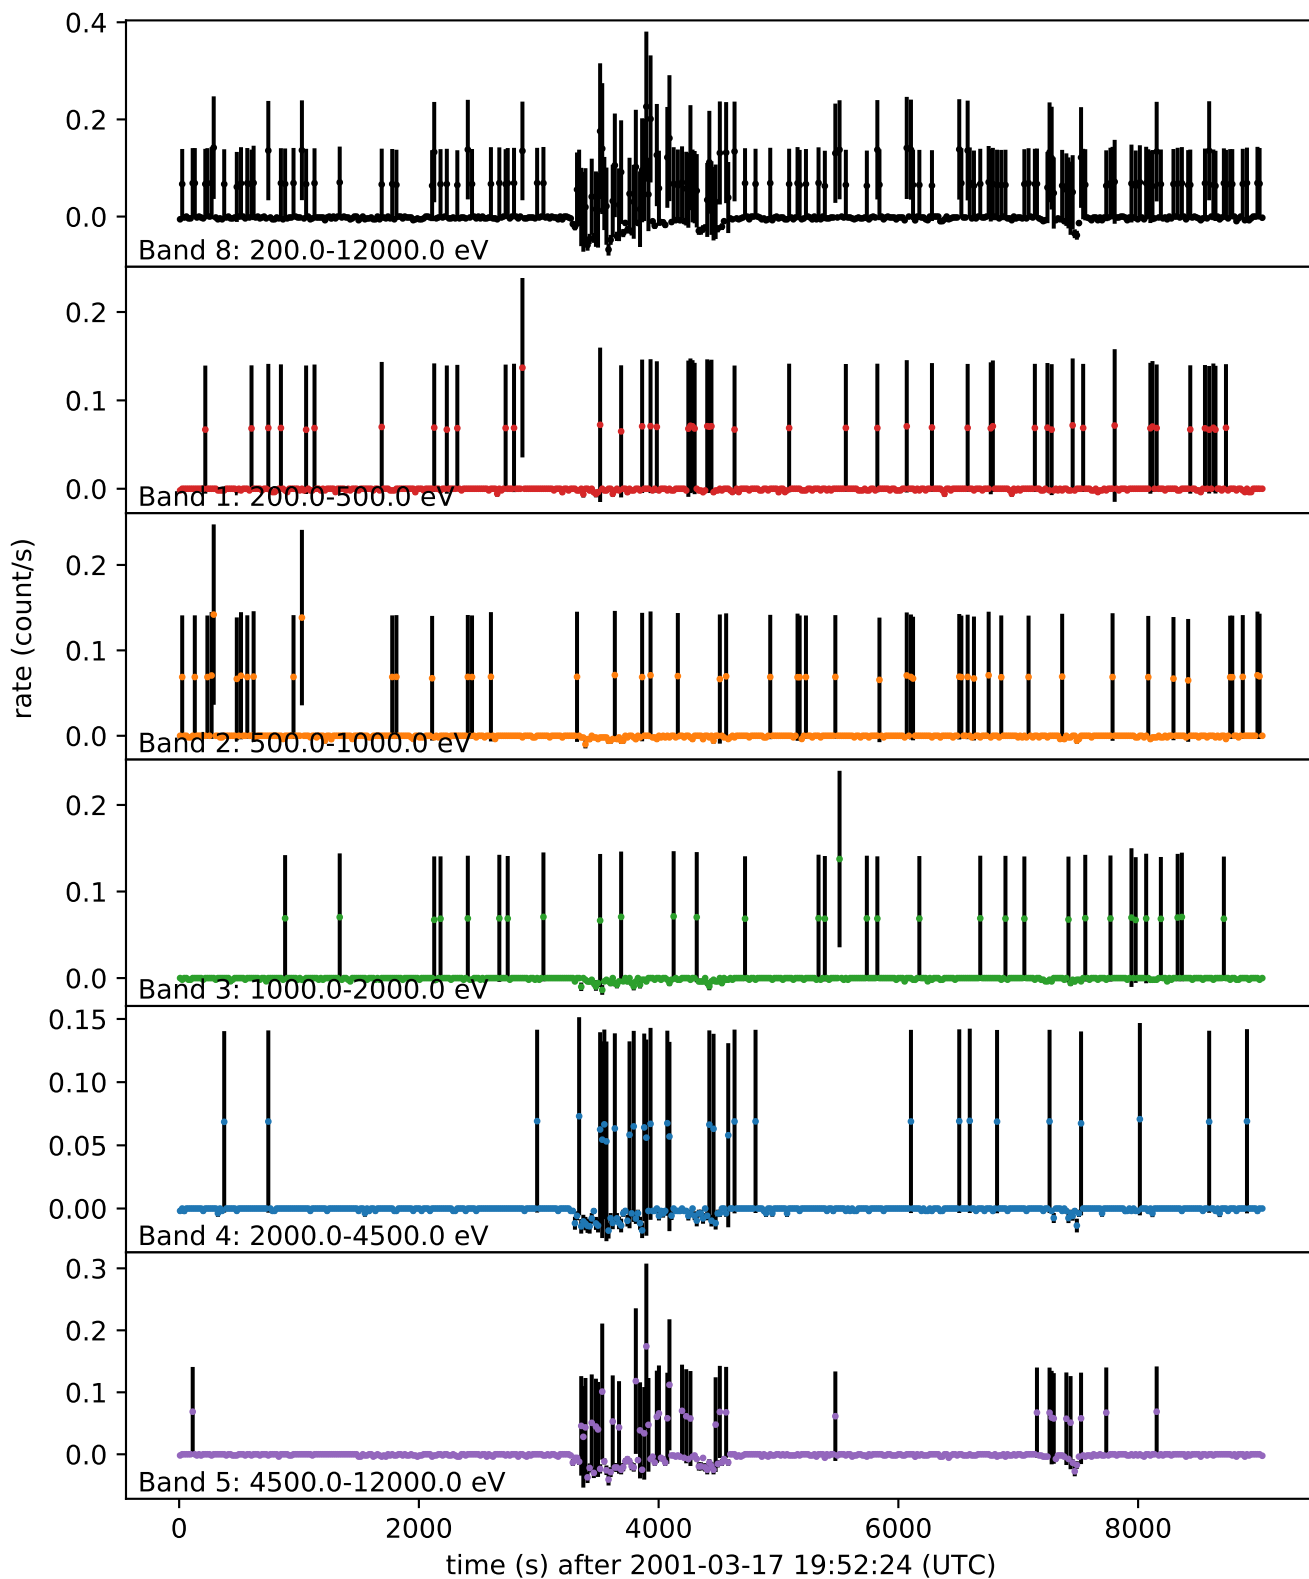 0.4
0.2
0.0
Band 8: 200.0-12000.0 eV
0.2
0.1
0.0
Band 1: 200.0-500.0 eV
rate (count/s)
0.2
0.1
0.0
Band 2: 500.0-1000.0 eV
0.2
0.1
0.0
Band 3: 1000.0-2000.0 eV
0.15
0.10
0.05
0.00
Band 4: 2000.0-4500.0 eV
0.3
0.2
0.1
0.0
Band 5: 4500.0-12000.0 eV
0 2000 4000 6000 8000
time (s) after 2001-03-17 19:52:24 (UTC)